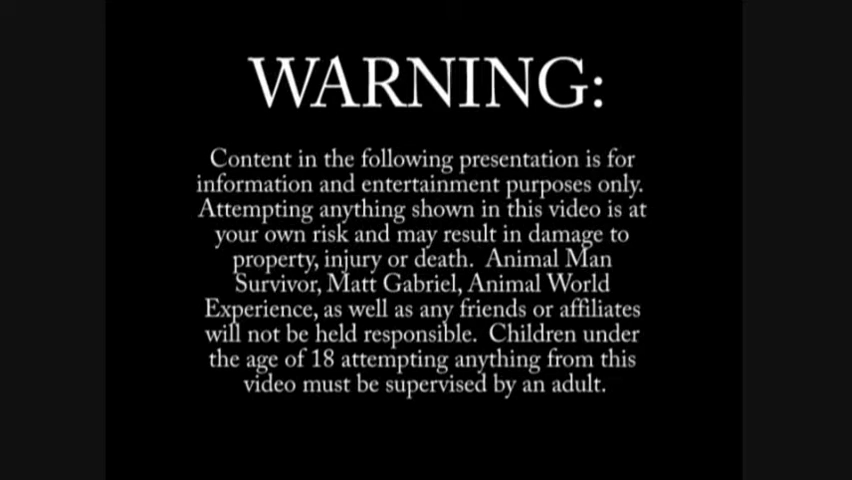 WARNING:
Content in the following presentation is for
information and entertainment purposes only.
Attempting anything shown in this video is at
your own risk and may result in damage to
property, injury or death.  Animal Man
Survivor, Matt Gabriel, Animal World
Experience, as well as any friends or affiliates
will not be held responsible.  Children under
the age of 18 attempting anything from this
video must be supervised by an adult.